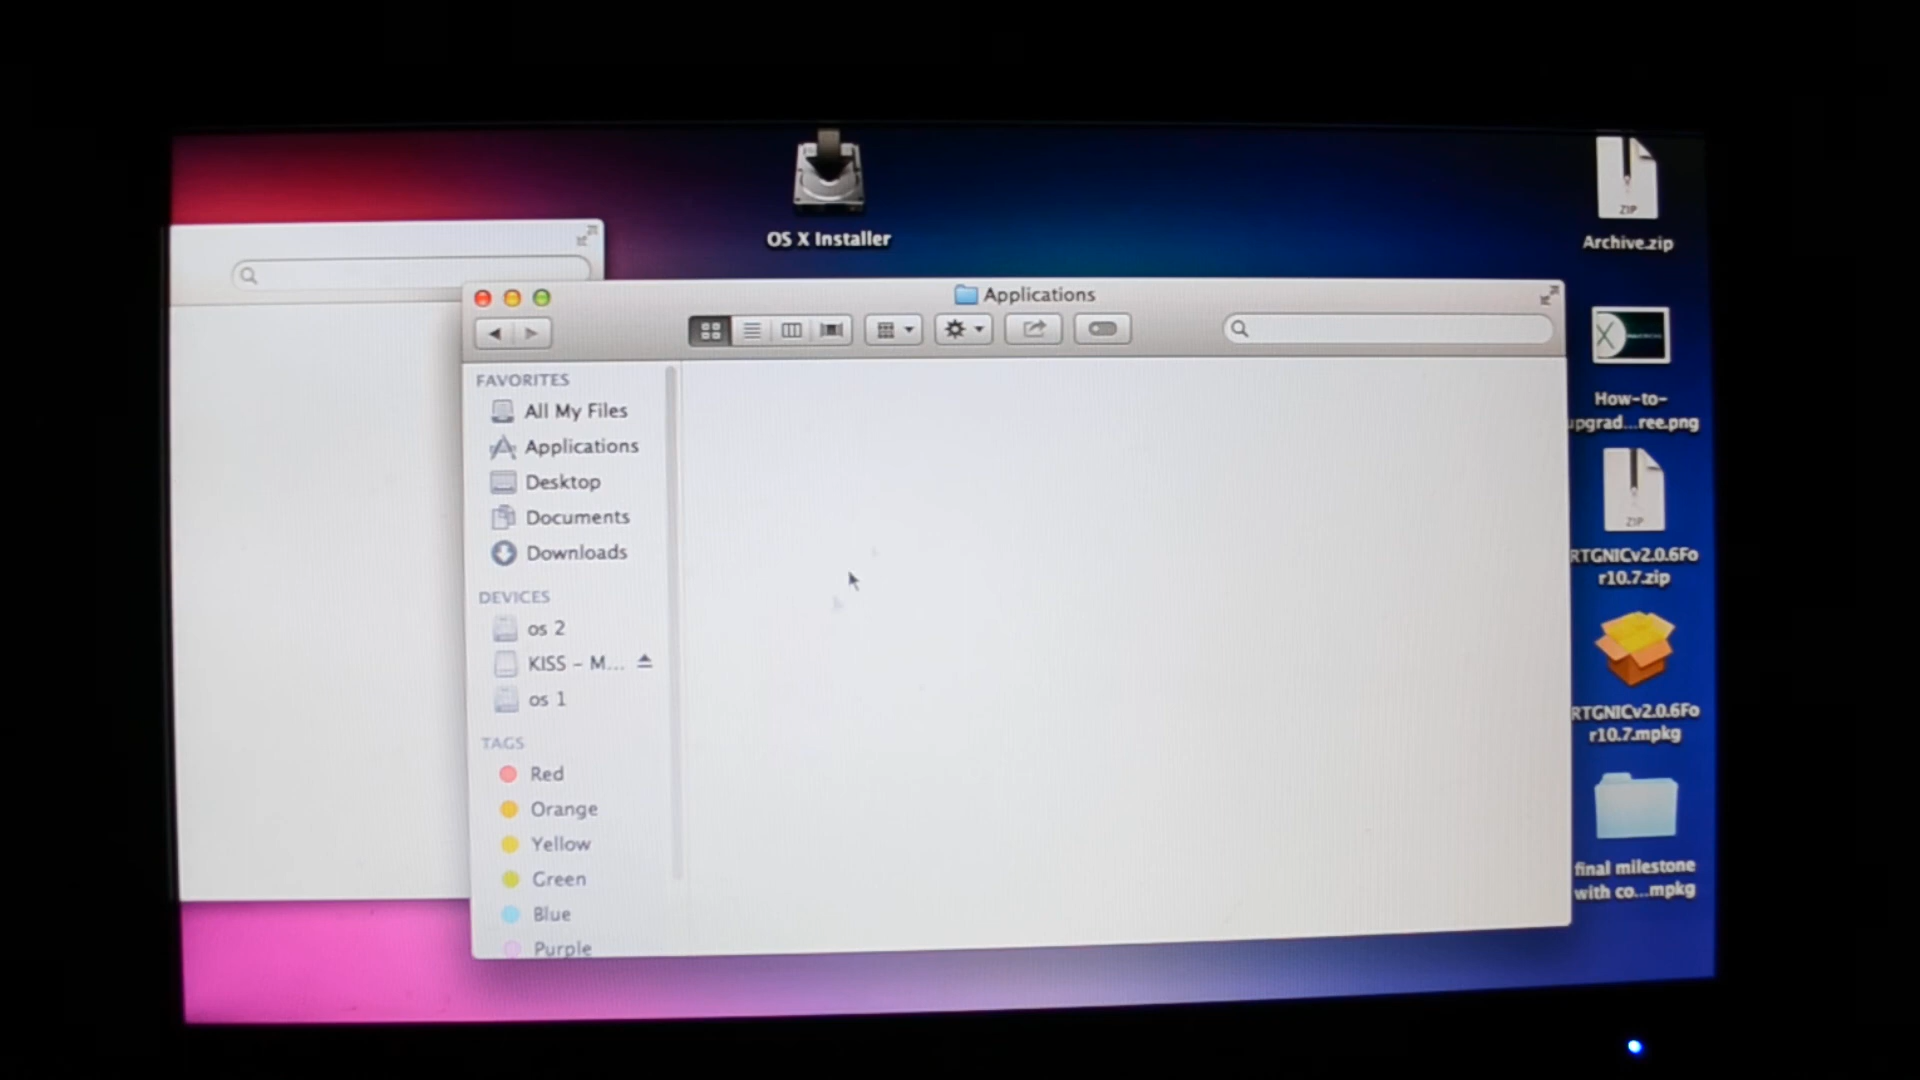 OS X Installer
ZIP
Archive.zip
Applications
How-to-
upgrad...ree.png
FAVORITES
All My Files
Applications
Desktop
Documents
Downloads
ZIP
RTGNICv2.0.6Fo
r10.7.zip
DEVICES
os 2
KISS - M...
os 1
RTGNICv2.0.6Fo
r10.7.mpkg
TAGS
Red
Orange
Yellow
Green
Blue
Purple
final milestone
with co...mpkg